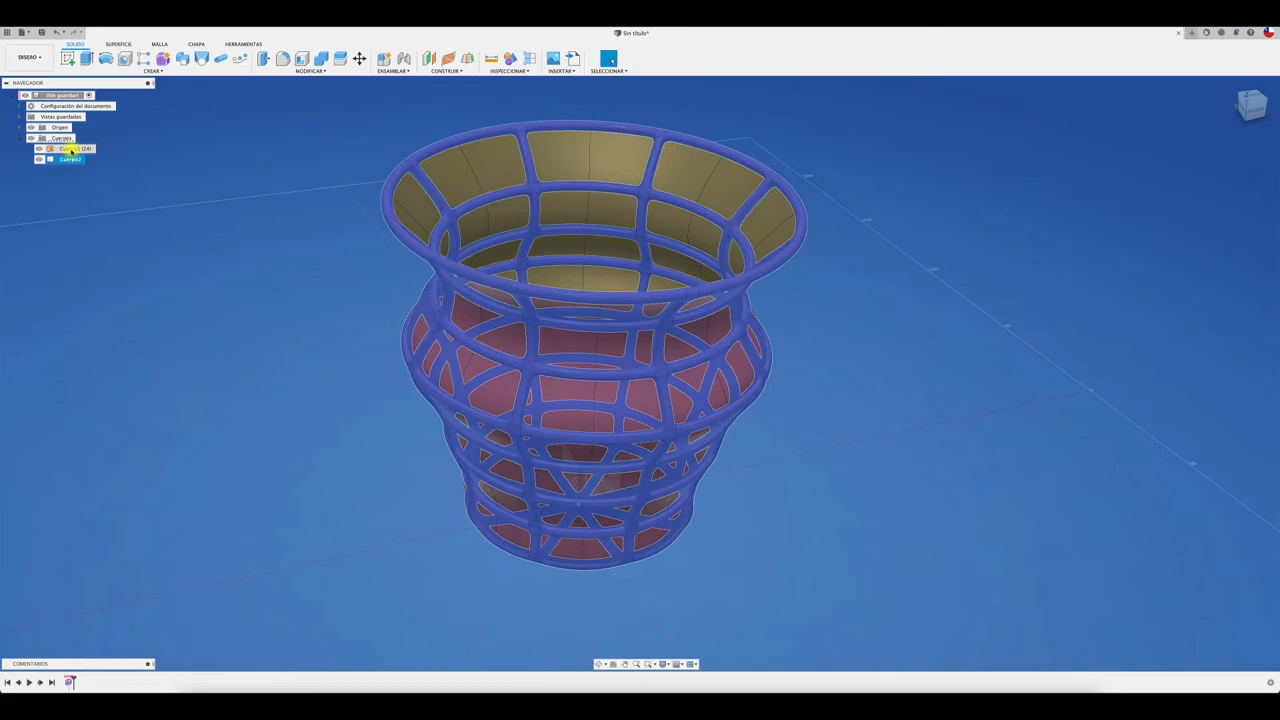 Sin título*
SÓLIDO SUPERFICIE MALLA CHAPA HERRAMIENTAS
DISEÑO
CREAR MODIFICAR ENSAMBLAR CONSTRUIR INSPECCIONAR INSERTAR SELECCIONAR
NAVEGADOR
(Sin guardar)
Configuración del documento
Vistas guardadas
Origen
Cuerpos
(24)
Cuerpo2
COMENTARIOS